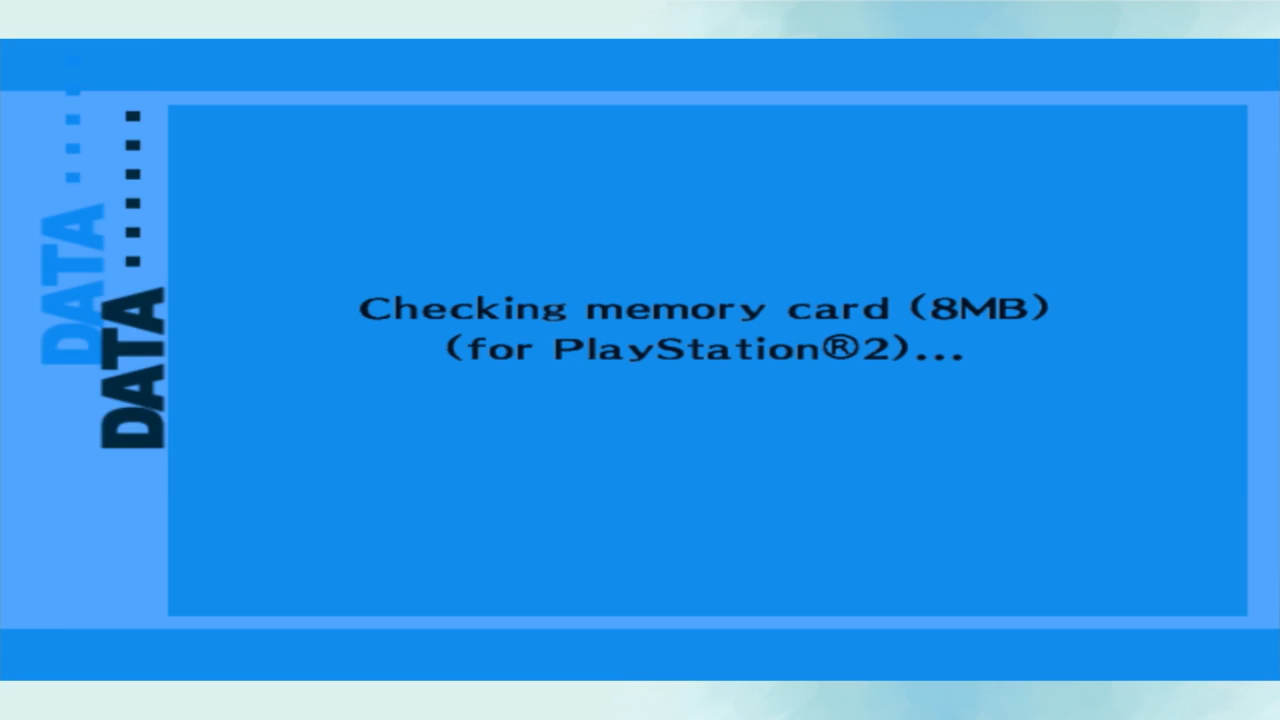 DATA ......
DATA ......
Checking memory card (8MB)
(for PlayStation®2)...